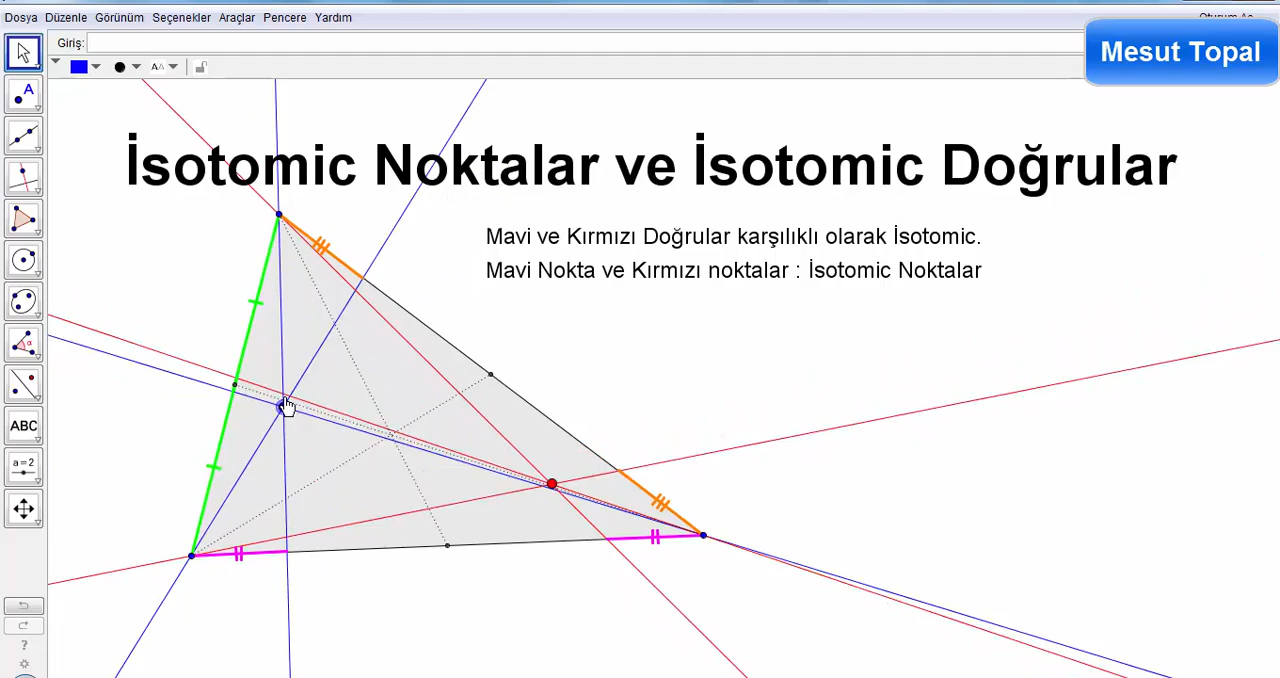 Dosya Düzenle Görünüm Seçenekler Araçlar Pencere Yardım
Giriş:
Mesut Topal
İsotomic Noktalar ve İsotomic Doğrular
Mavi ve Kırmızı Doğrular karşılıklı olarak İsotomic.
Mavi Nokta ve Kırmızı noktalar : İsotomic Noktalar
A
α
ABC
a=2